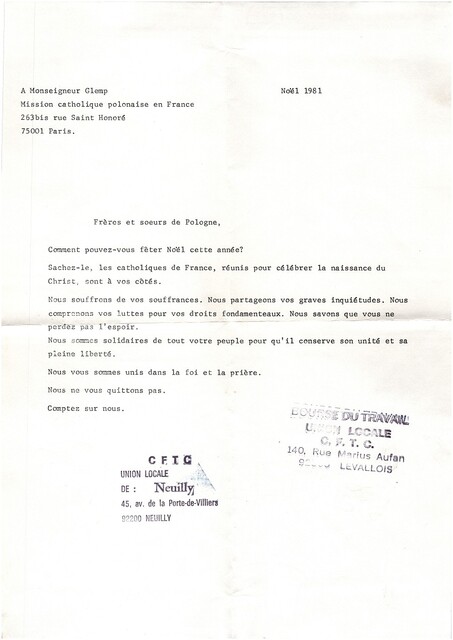 A Monseigneur Glemp
Noël 1981
Mission catholique polonaise en France
263bis rue Saint Honoré
75001 Paris.
Frères et soeurs de Pologne,
Comment pouvez-vous fêter Noël cette année?
Sachez-le, les catholiques de France, réunis pour célébrer la naissance du
Christ, sont à vos côtés.
Nous souffrons de vos souffrances. Nous partageons vos graves inquiétudes. Nous
comprenons vos luttes pour vos droits fondamenteaux. Nous savons que vous ne
perdez pas l'espoir.
Nous sommes solidaires de tout votre peuple pour qu'il conserve son unité et sa
pleine liberté.
Nous vous sommes unis dans la foi et la prière.
Nous ne vous quittons pas.
Comptez sur nous.
BOURSE DU TRAVAIL
UNION LOCALE
C. F. T. C.
140, Rue Marius Aufan
LEVALLOIS
C F T C
UNION LOCALE
DE : Neuilly
45, av. de la Porte-de-Villiers
92200 NEUILLY